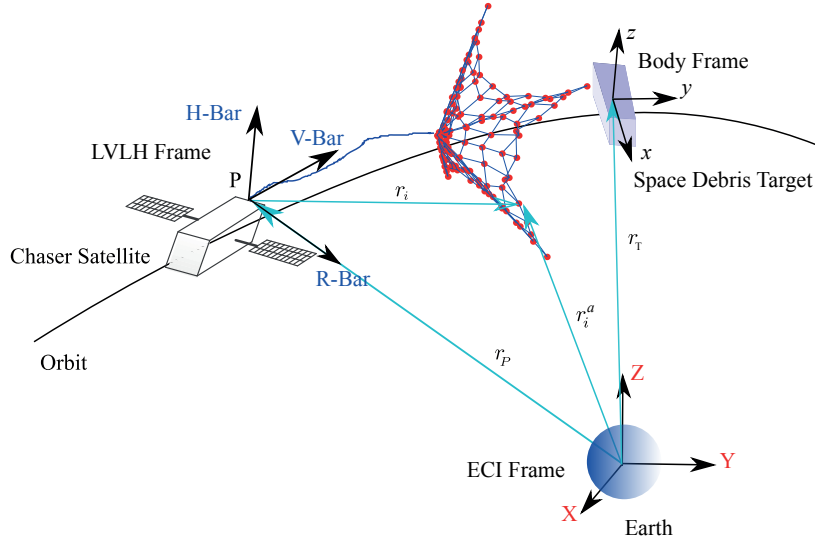 z
Body Frame
y
H-Bar
V-Bar
LVLH Frame
x
P
Space Debris Target
r_i
r_T
Chaser Satellite
R-Bar
r_i^a
Orbit
r_P
Z
ECI Frame
Y
X
Earth